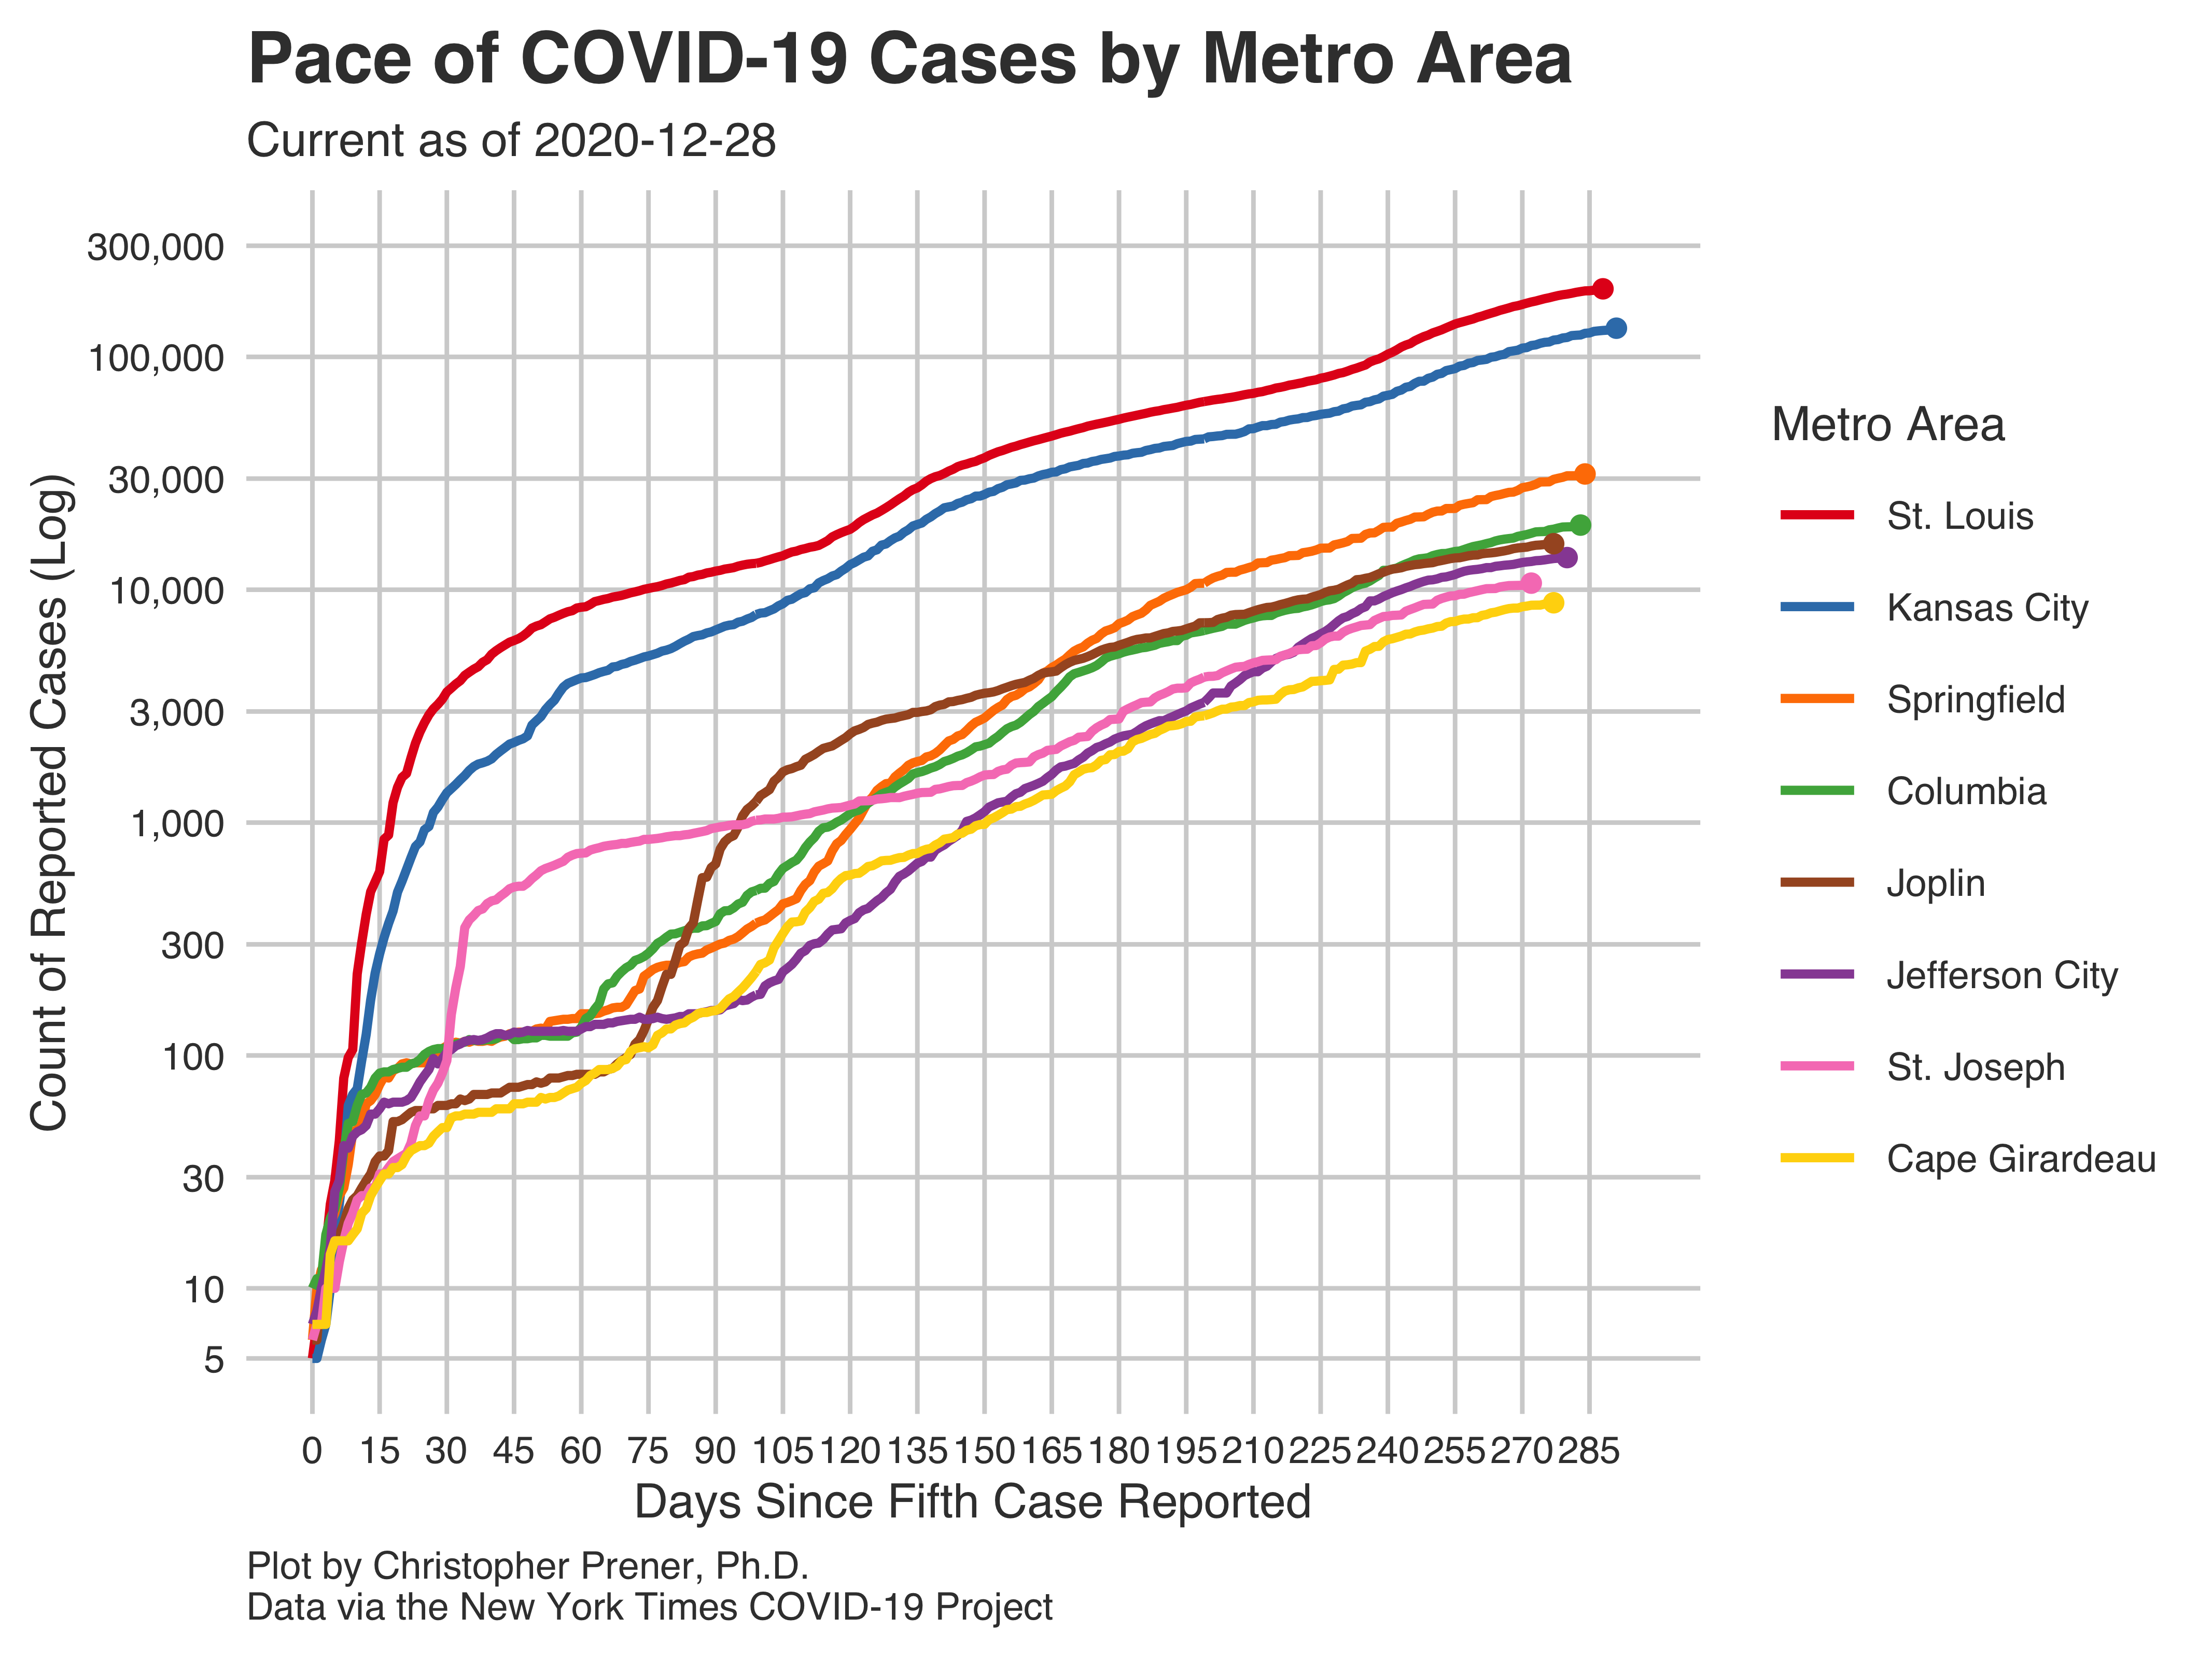 Pace of COVID-19 Cases by Metro Area
Current as of 2020-12-28
Count of Reported Cases (Log)
300,000
100,000
30,000
10,000
3,000
1,000
300
100
30
10
5
0 15 30 45 60 75 90 105 120 135 150 165 180 195 210 225 240 255 270 285
Days Since Fifth Case Reported
Metro Area
St. Louis
Kansas City
Springfield
Columbia
Joplin
Jefferson City
St. Joseph
Cape Girardeau
Plot by Christopher Prener, Ph.D.
Data via the New York Times COVID-19 Project